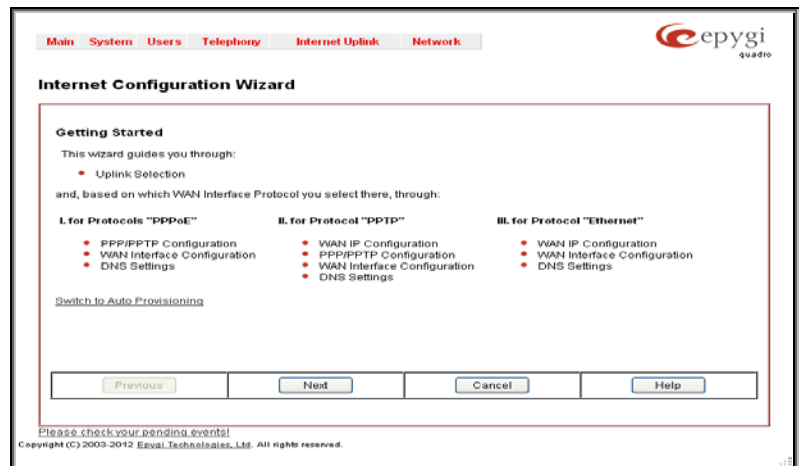 Main System Users Telephony Internet Uplink Network
epygi
quadro
Internet Configuration Wizard
Getting Started
This wizard guides you through:
Uplink Selection
and, based on which WAN Interface Protocol you select there, through:
I. for Protocols "PPPoE"
PPP/PPTP Configuration
WAN Interface Configuration
DNS Settings
II. for Protocol "PPTP"
WAN IP Configuration
PPP/PPTP Configuration
WAN Interface Configuration
DNS Settings
III. for Protocol "Ethernet"
WAN IP Configuration
WAN Interface Configuration
DNS Settings
Switch to Auto Provisioning
Previous Next Cancel Help
Please check your pending events!
Copyright (C) 2003-2012 Epygi Technologies, Ltd. All rights reserved.